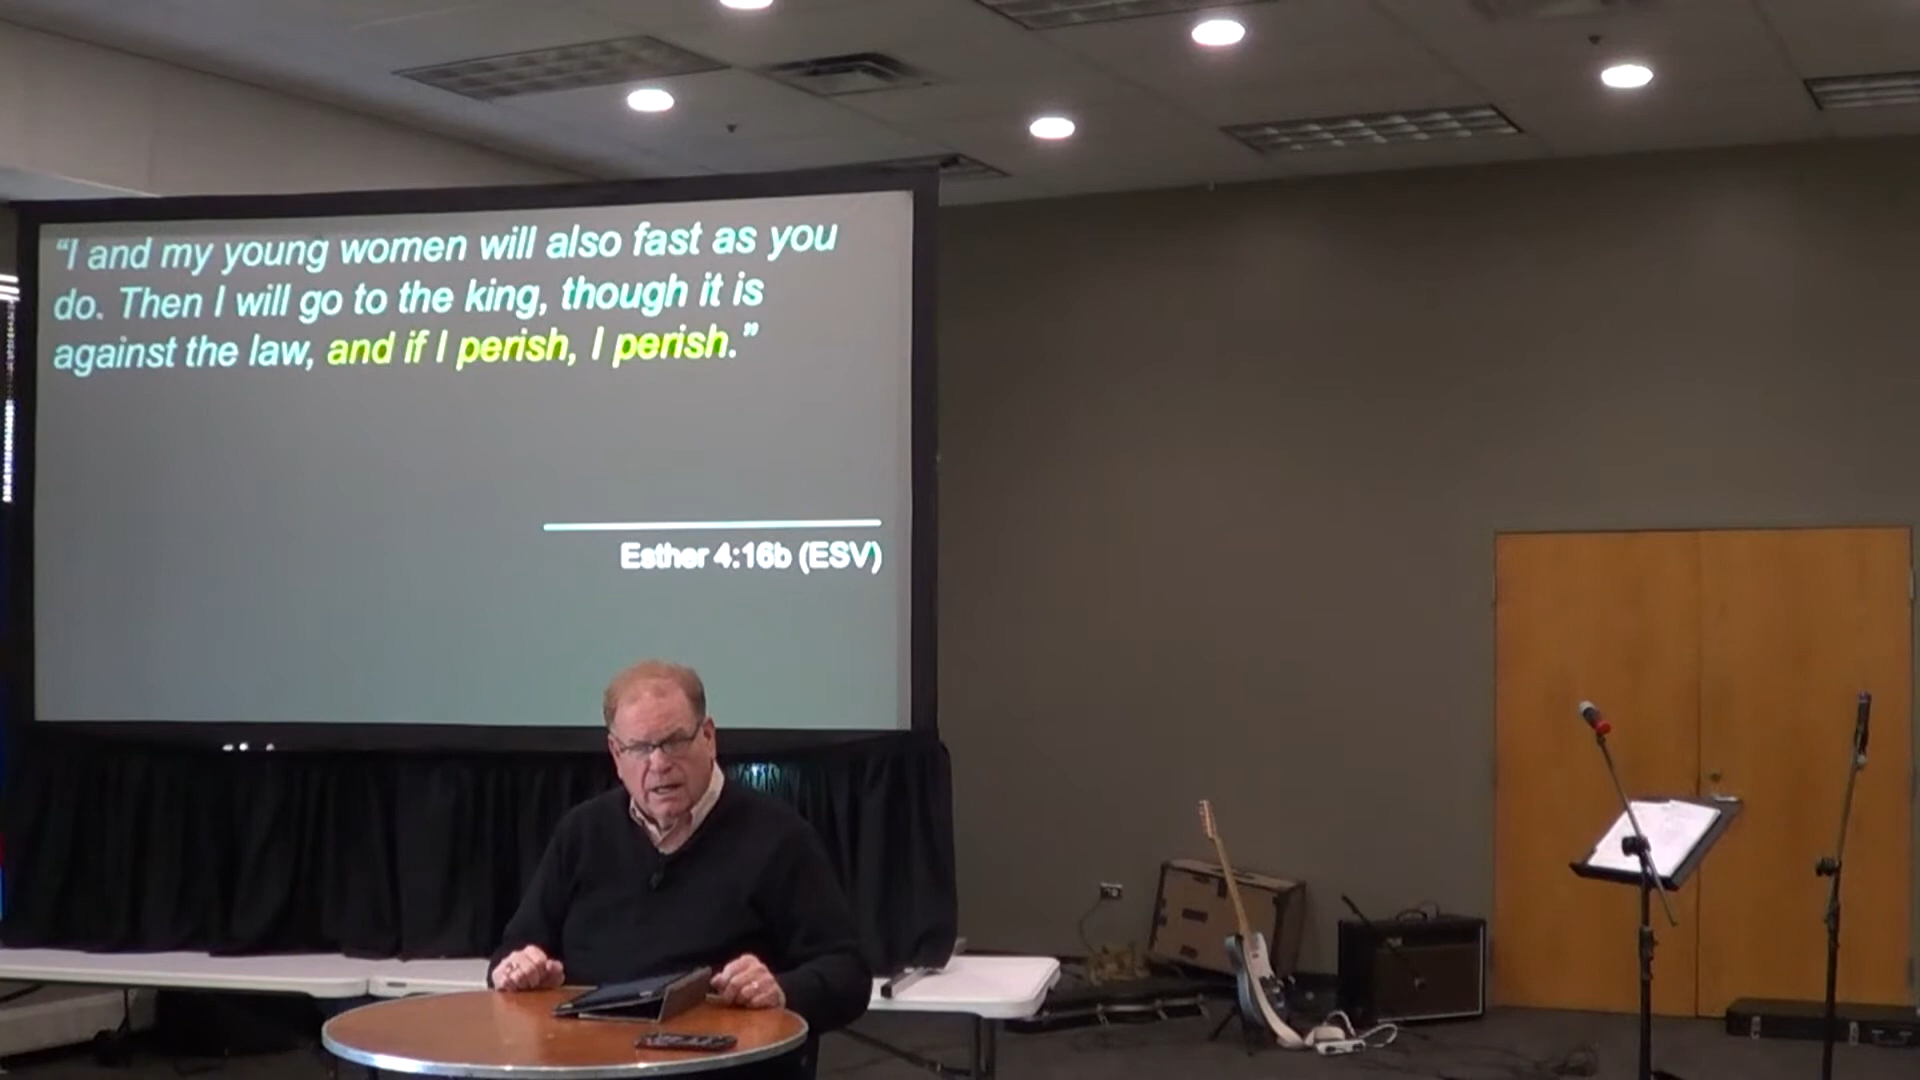 “I and my young women will also fast as you
do. Then I will go to the king, though it is
against the law, and if I perish, I perish.”
Esther 4:16b (ESV)